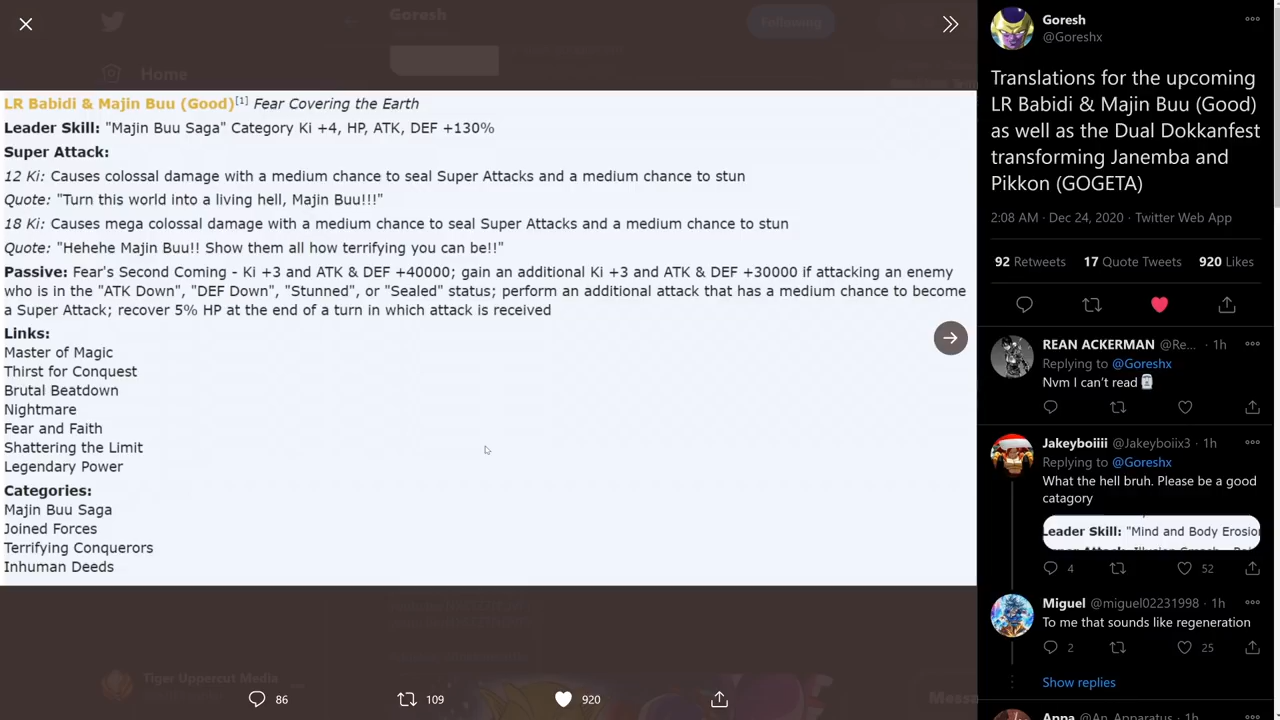 Goresh
Following
Home
LR Babidi & Majin Buu (Good)[1] Fear Covering the Earth
Leader Skill: "Majin Buu Saga" Category Ki +4, HP, ATK, DEF +130%
Super Attack:
12 Ki: Causes colossal damage with a medium chance to seal Super Attacks and a medium chance to stun
Quote: "Turn this world into a living hell, Majin Buu!!!"
18 Ki: Causes mega colossal damage with a medium chance to seal Super Attacks and a medium chance to stun
Quote: "Hehehe Majin Buu!! Show them all how terrifying you can be!!"
Passive: Fear's Second Coming - Ki +3 and ATK & DEF +40000; gain an additional Ki +3 and ATK & DEF +30000 if attacking an enemy
who is in the "ATK Down", "DEF Down", "Stunned", or "Sealed" status; perform an additional attack that has a medium chance to become
a Super Attack; recover 5% HP at the end of a turn in which attack is received
Links:
Master of Magic
Thirst for Conquest
Brutal Beatdown
Nightmare
Fear and Faith
Shattering the Limit
Legendary Power
Categories:
Majin Buu Saga
Joined Forces
Terrifying Conquerors
Inhuman Deeds
Tiger Uppercut Media
86
109
920
Goresh
@Goreshx
Translations for the upcoming
LR Babidi & Majin Buu (Good)
as well as the Dual Dokkanfest
transforming Janemba and
Pikkon (GOGETA)
2:08 AM · Dec 24, 2020 · Twitter Web App
92 Retweets 17 Quote Tweets 920 Likes
REAN ACKERMAN @Re... · 1h
Replying to @Goreshx
Nvm I can't read
Jakeyboiiii @Jakeyboiix3 · 1h
Replying to @Goreshx
What the hell bruh. Please be a good
catagory
Leader Skill: "Mind and Body Erosio
4
52
Miguel @miguel02231998 · 1h
To me that sounds like regeneration
2
25
Show replies
Appa @An_Apparatus · 1h